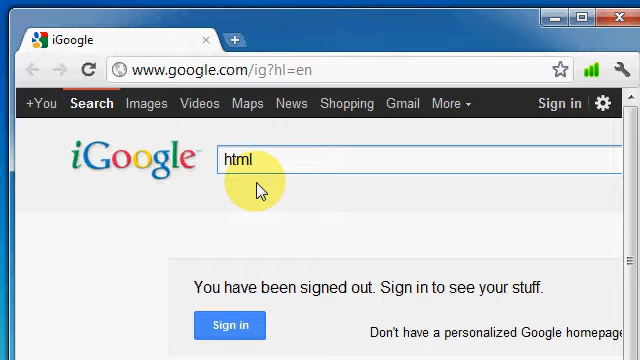 iGoogle
www.google.com/ig?hl=en
+You Search Images Videos Maps News Shopping Gmail More Sign in
iGoogle™ html
You have been signed out. Sign in to see your stuff.
Sign in
Don't have a personalized Google homepage